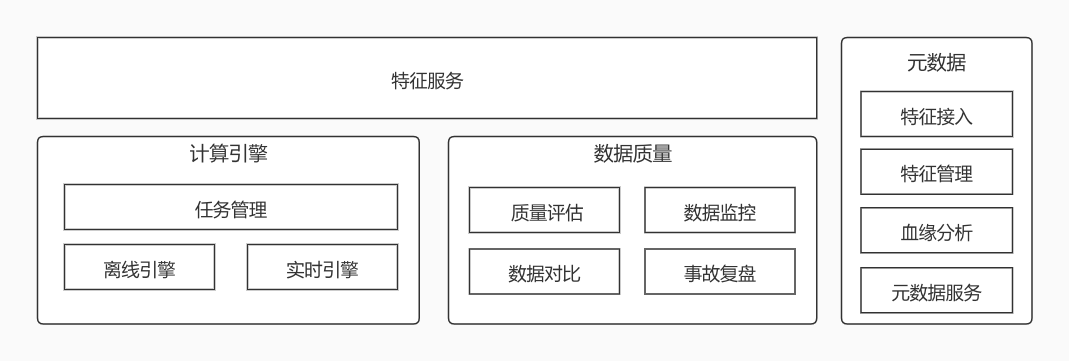 特征服务
计算引擎
任务管理
离线引擎
实时引擎
数据质量
质量评估
数据监控
数据对比
事故复盘
元数据
特征接入
特征管理
血缘分析
元数据服务